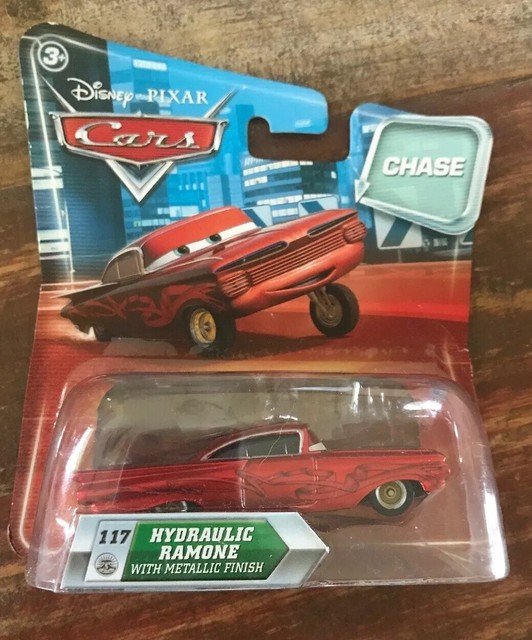 3+
Disney · PIXAR
Cars
CHASE
117
HYDRAULIC
RAMONE
WITH METALLIC FINISH